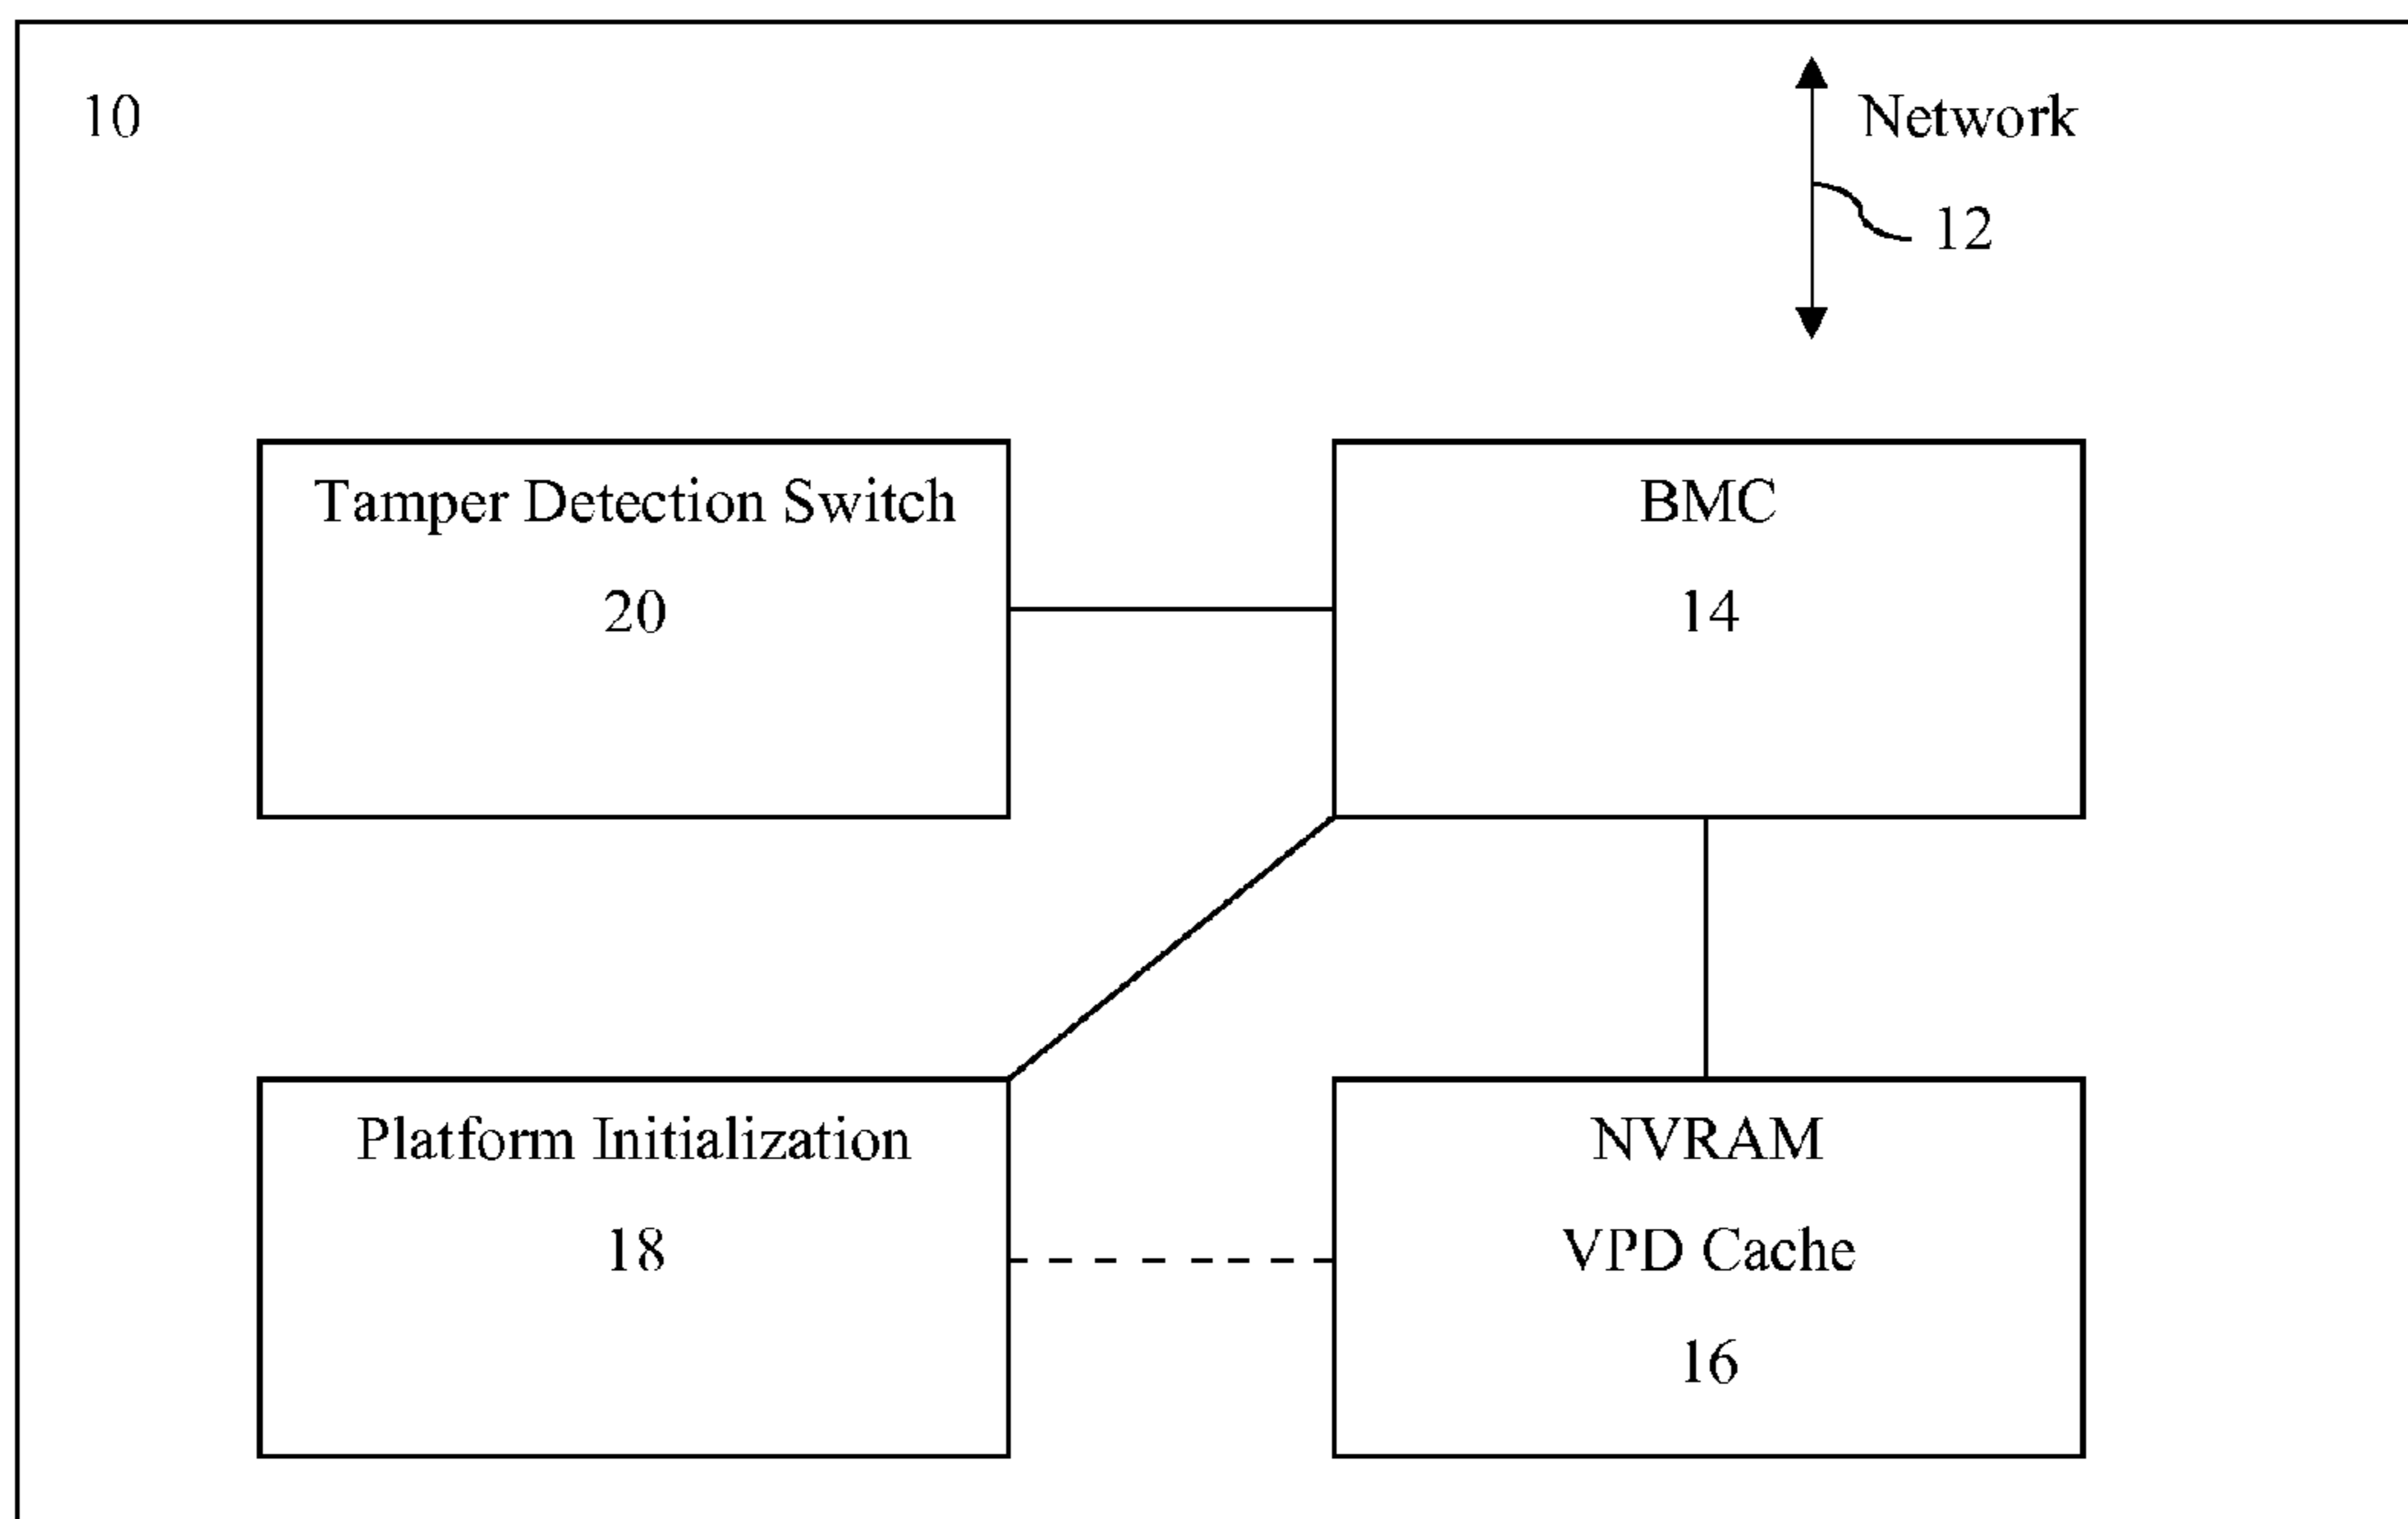 10
Network
12
Tamper Detection Switch
20
BMC
14
Platform Initialization
18
NVRAM
VPD Cache
16